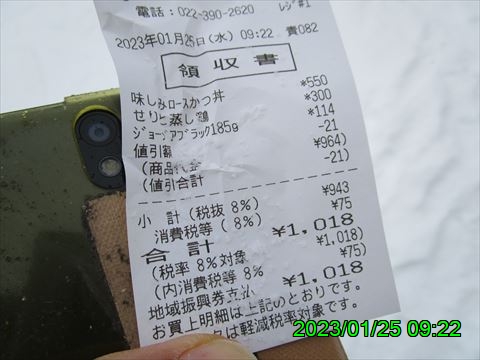 電話：022-390-2620 レジ#1
2023年01月25日(水) 09:22 責082
領収書
味しみロースかつ丼 *550
せりと蒸し鶏 *300
ジョージアブラック185g *114
値引額 -21
(商品代金 ¥964)
(値引合計 -21)
小 計(税抜 8%) ¥943
消費税等( 8%) ¥75
合計 ¥1,018
(税率 8%対象 ¥1,018)
(内消費税等 8% ¥75)
地域振興券支払 ¥1,018
お買上明細は上記のとおりです。
は軽減税率対象です。
2023/01/25 09:22